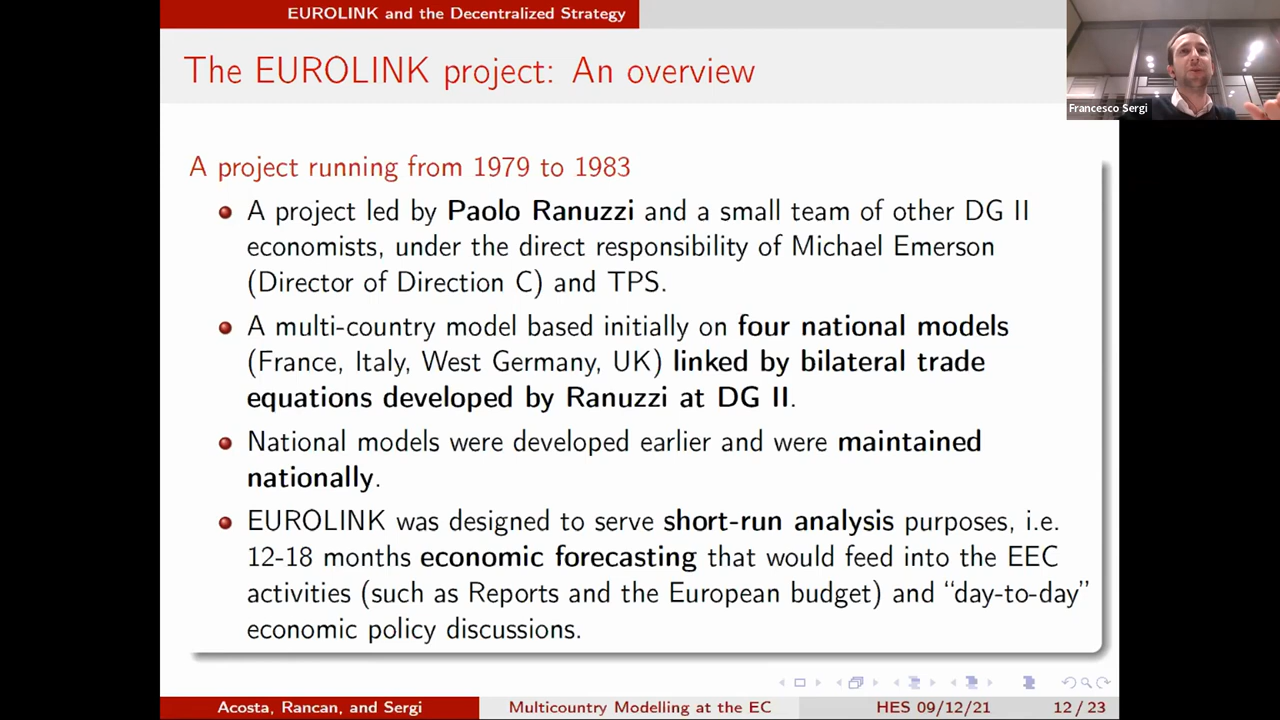 EUROLINK and the Decentralized Strategy
The EUROLINK project: An overview
Francesco Sergi
A project running from 1979 to 1983
A project led by Paolo Ranuzzi and a small team of other DG II
economists, under the direct responsibility of Michael Emerson
(Director of Direction C) and TPS.
A multi-country model based initially on four national models
(France, Italy, West Germany, UK) linked by bilateral trade
equations developed by Ranuzzi at DG II.
National models were developed earlier and were maintained
nationally.
EUROLINK was designed to serve short-run analysis purposes, i.e.
12-18 months economic forecasting that would feed into the EEC
activities (such as Reports and the European budget) and “day-to-day”
economic policy discussions.
Acosta, Rancan, and Sergi
Multicountry Modelling at the EC
HES 09/12/21
12 / 23